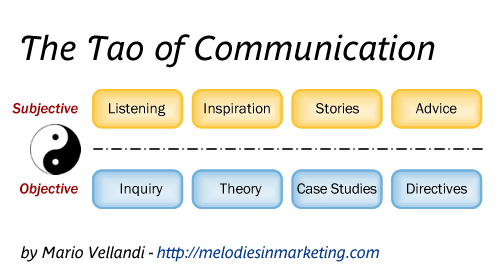 The Tao of Communication
Subjective Listening Inspiration Stories Advice
Objective Inquiry Theory Case Studies Directives
by Mario Vellandi - http://melodiesinmarketing.com